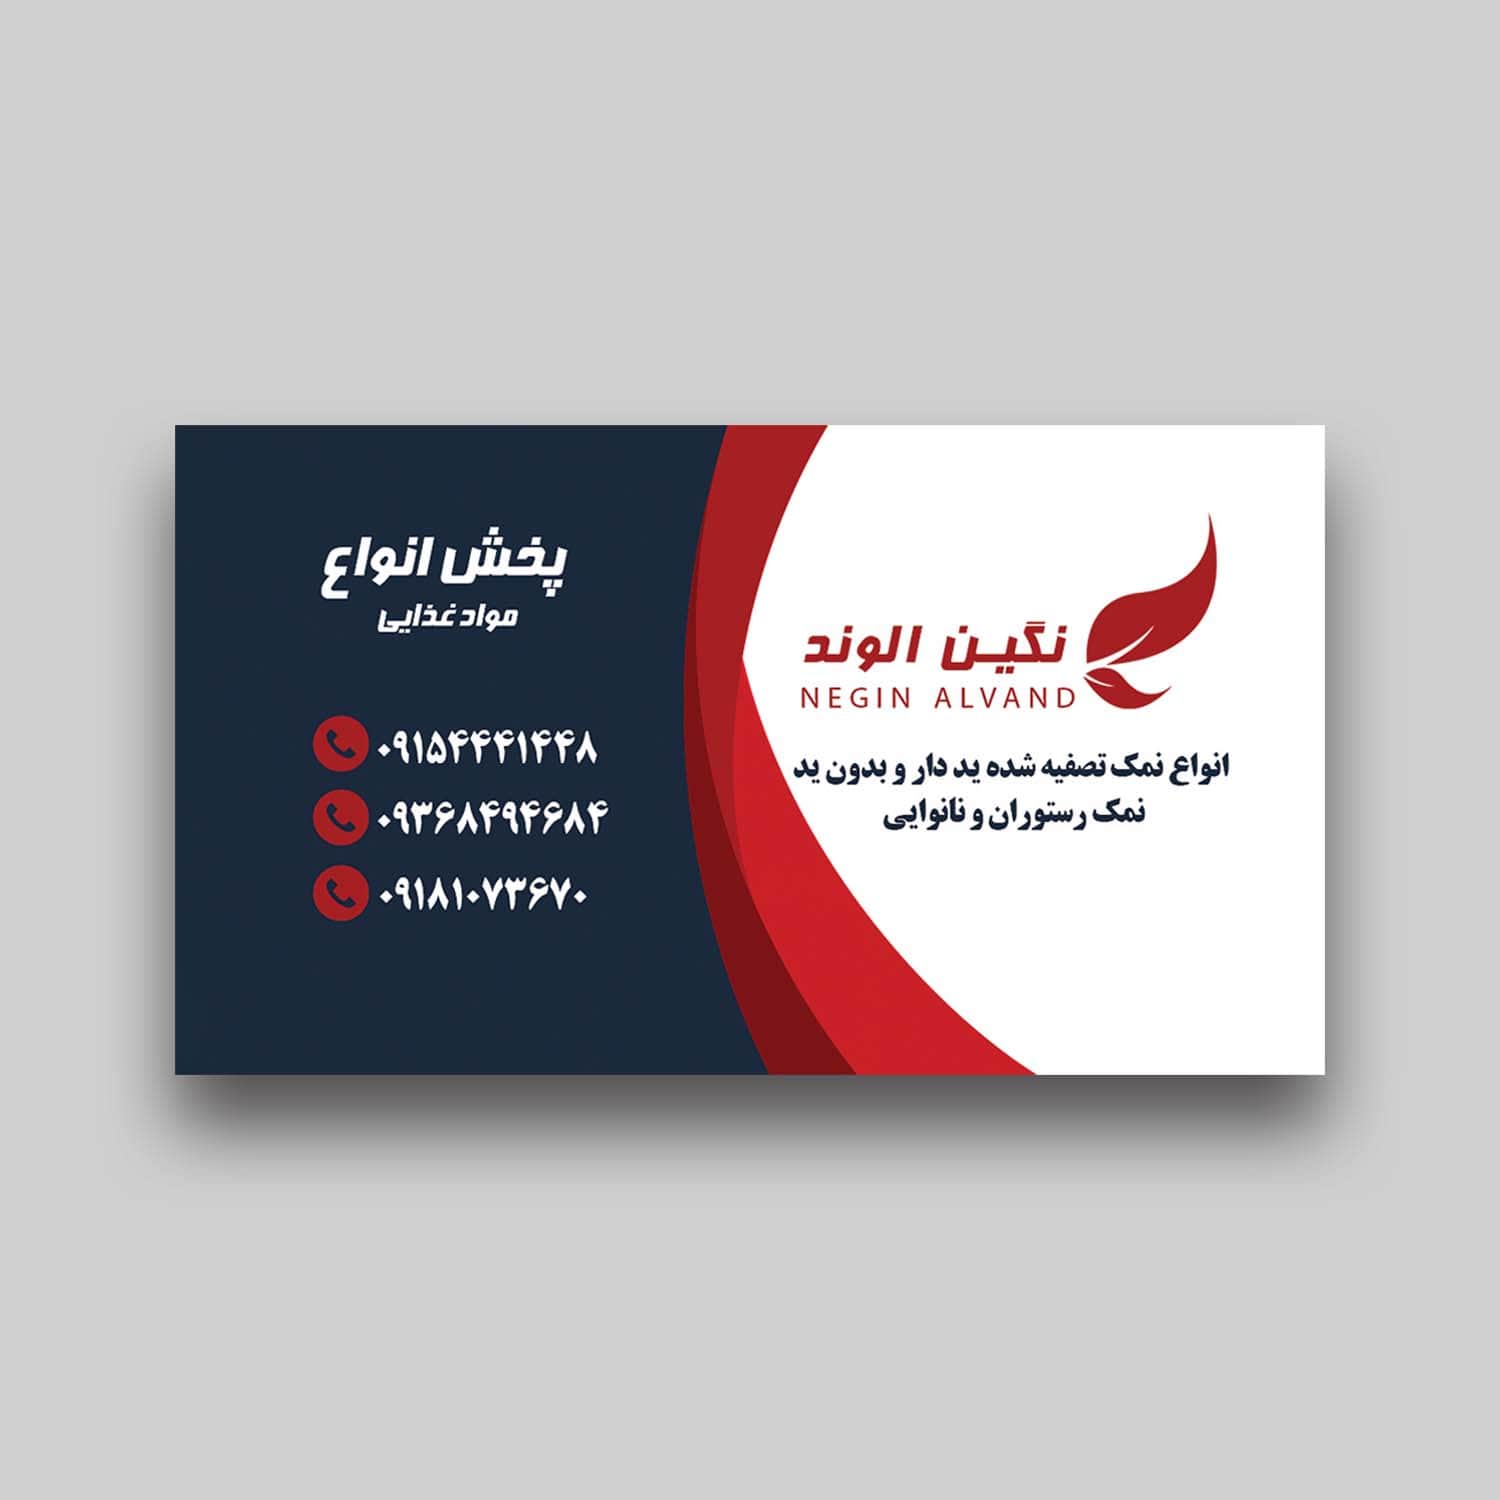 نگین الوند
NEGIN ALVAND
انواع نمک تصفیه شده ید دار و بدون ید
نمک رستوران و نانوایی
پخش انواع
مواد غذایی
۰۹۱۵۴۴۴۱۴۴۸
۰۹۳۶۸۴۹۴۶۸۴
۰۹۱۸۱۰۷۳۶۷۰